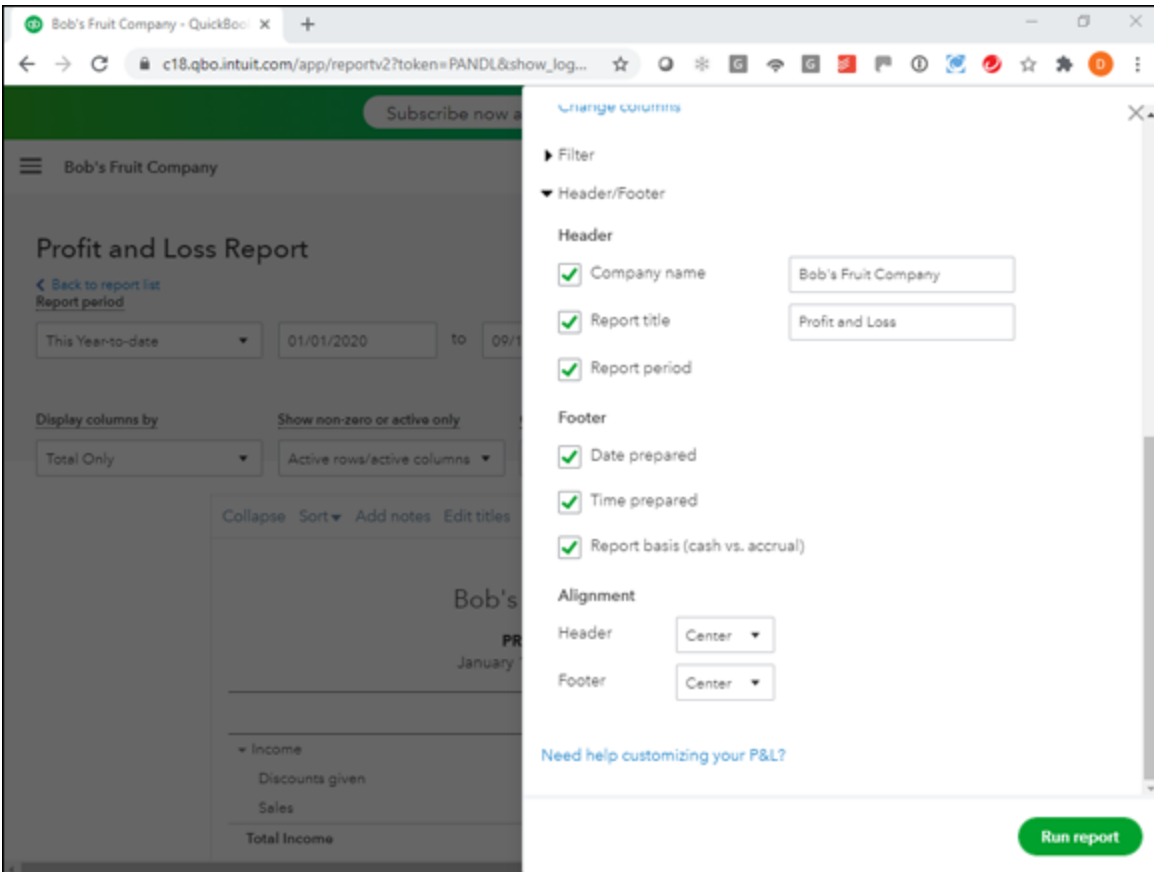 Bob's Fruit Company - QuickBoo
c18.qbo.intuit.com/app/reportv2?token=PANDL&show_log...
Subscribe now a
Change columns
Bob's Fruit Company
Filter
Header/Footer
Header
Company name Bob's Fruit Company
Report title Profit and Loss
Report period
Footer
Date prepared
Time prepared
Report basis (cash vs. accrual)
Alignment
Header Center
Footer Center
Need help customizing your P&L?
Run report
Profit and Loss Report
Back to report list
Report period
This Year-to-date 01/01/2020 to 09/1
Display columns by Show non-zero or active only
Total Only Active rows/active columns
Collapse Sort Add notes Edit titles
Bob's
PR
January
Income
Discounts given
Sales
Total Income